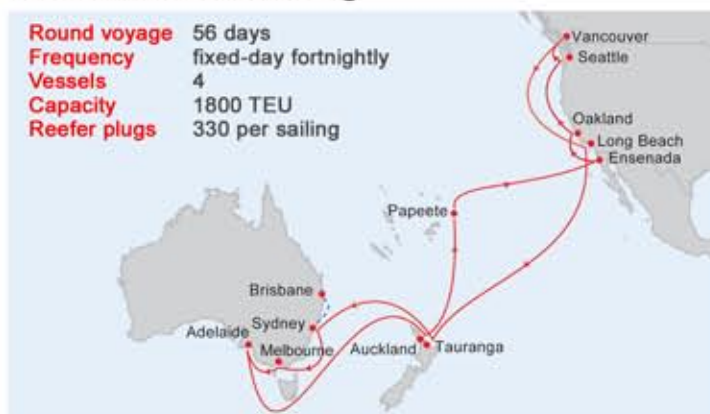 Round voyage 56 days
Frequency fixed-day fortnightly
Vessels 4
Capacity 1800 TEU
Reefer plugs 330 per sailing
Vancouver
Seattle
Oakland
Long Beach
Ensenada
Papeete
Brisbane
Sydney
Adelaide
Melbourne
Auckland
Tauranga